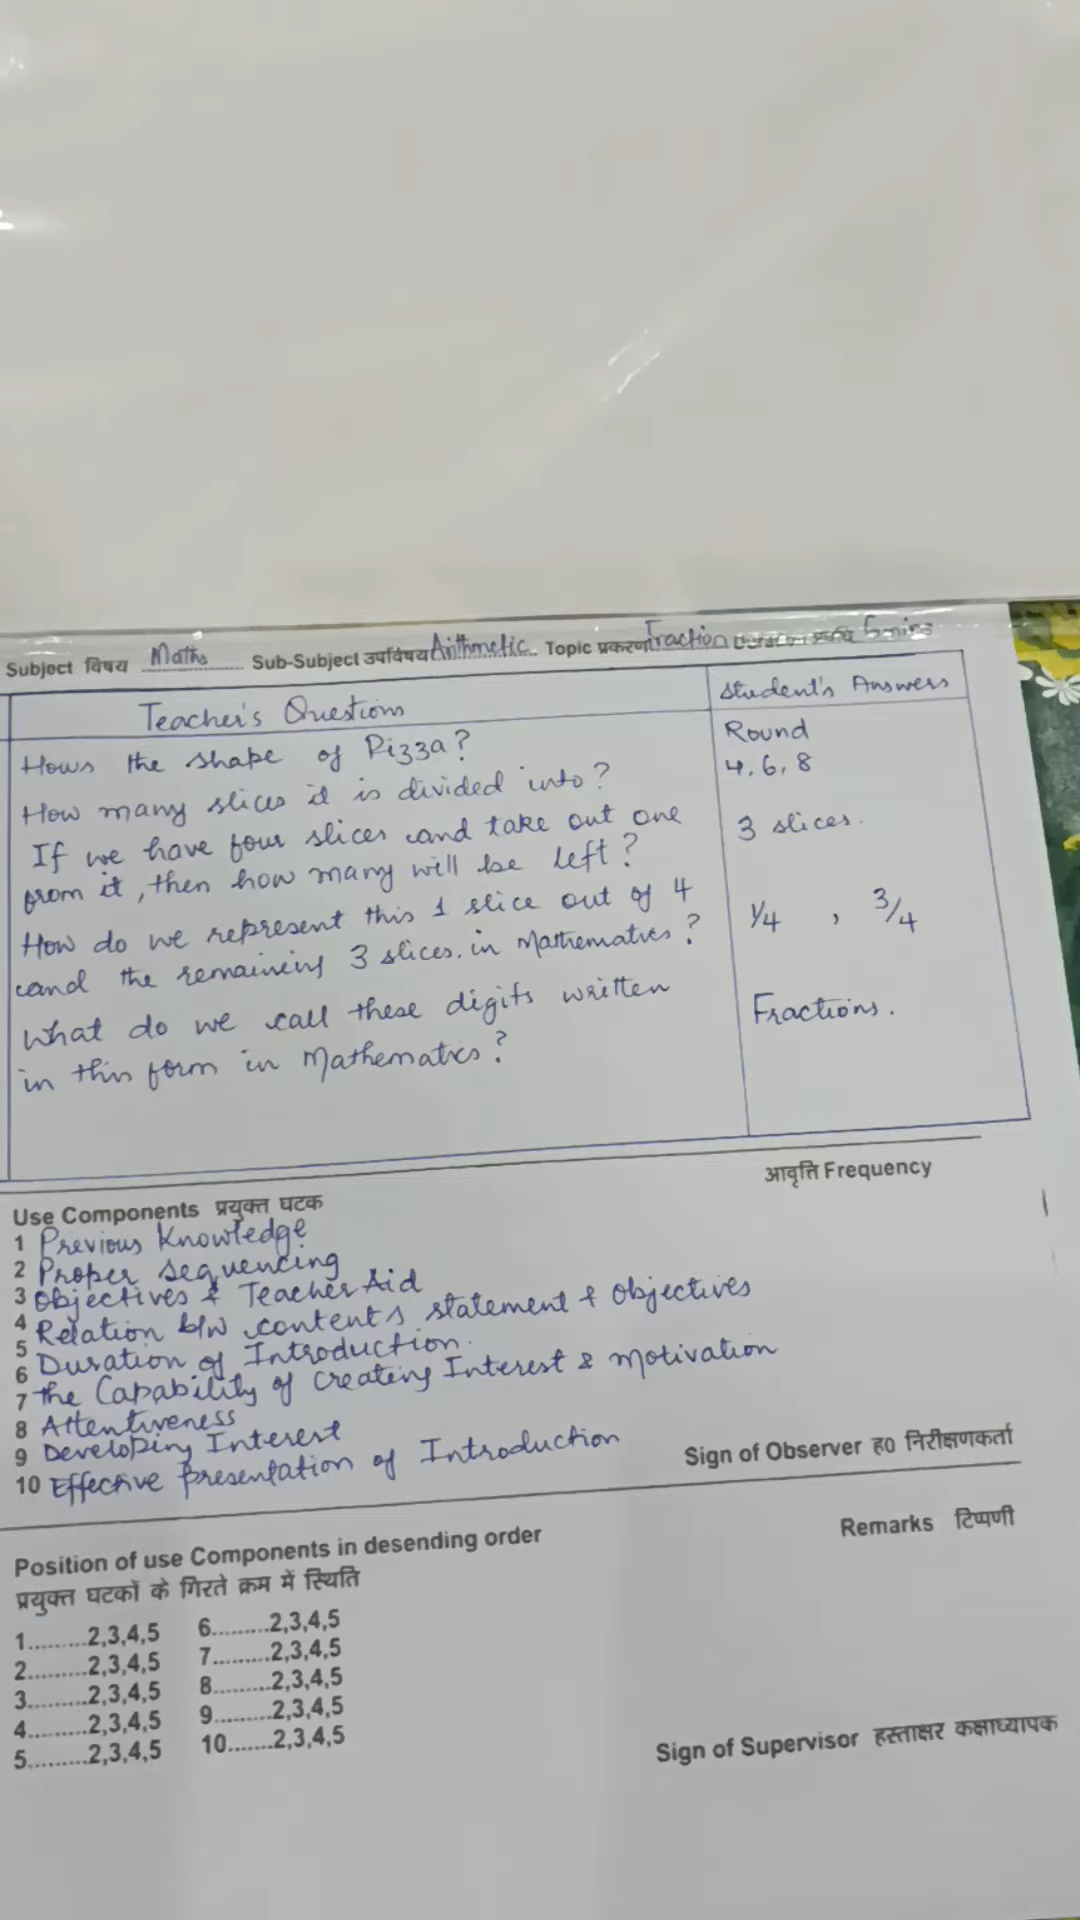 Subject विषय Maths Sub-Subject उपविषय Arithmetic Topic प्रकरण Fraction Duration अवधि 6 mins
Teacher's Questions
Student's Answers
Hows the shape of Pizza?
Round
How many slices it is divided into?
4, 6, 8
If we have four slices and take out one
3 slices.
from it, then how many will be left?
How do we represent this 1 slice out of 4
1/4 , 3/4
and the remaining 3 slices, in Mathematics?
What do we call these digits written
Fractions.
in this form in Mathematics?
Use Components प्रयुक्त घटक
आवृत्ति Frequency
1 Previous Knowledge
2 Proper sequencing
3 Objectives & Teacher Aid
4 Relation b/w contents statement & objectives
5
6 Duration of Introduction.
7 The Capability of creating Interest & motivation
8 Attentiveness
9 Developing Interest
10 Effective presentation of Introduction
Sign of Observer ह0 निरीक्षणकर्ता
Position of use Components in desending order
Remarks टिप्पणी
प्रयुक्त घटकों के गिरते क्रम में स्थिति
1.........2,3,4,5 6.........2,3,4,5
2.........2,3,4,5 7.........2,3,4,5
3.........2,3,4,5 8.........2,3,4,5
4.........2,3,4,5 9.........2,3,4,5
5.........2,3,4,5 10.......2,3,4,5
Sign of Supervisor हस्ताक्षर कक्षाध्यापक